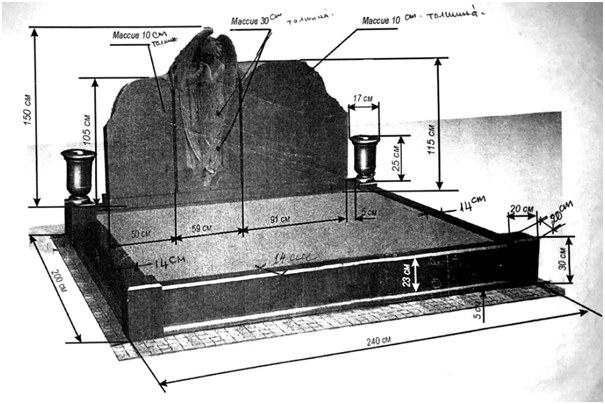 Массив 10 см толщина
Массив 30 см толщина.
Массив 10 см. толщина.
150 см
105 см
115 см
17 см
25 см
50 см
59 см
91 см
5 см
14 см
20 см
20 см
14 см
14 см
23 см
30 см
5 см
200 см
240 см